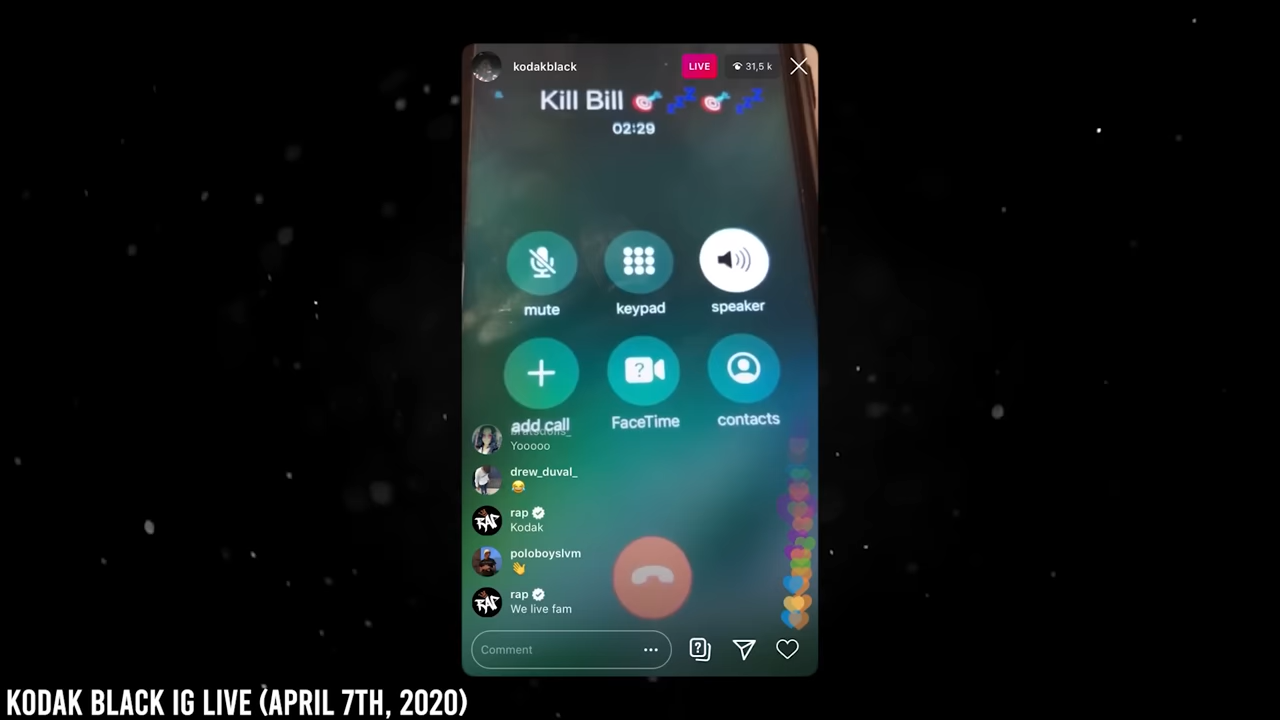 kodakblack
LIVE
31,5 k
Kill Bill
02:29
mute
keypad
speaker
add call
FaceTime
contacts
Yooooo
drew_duval_
rap
Kodak
poloboyslvm
rap
We live fam
Comment
KODAK BLACK IG LIVE (APRIL 7TH, 2020)